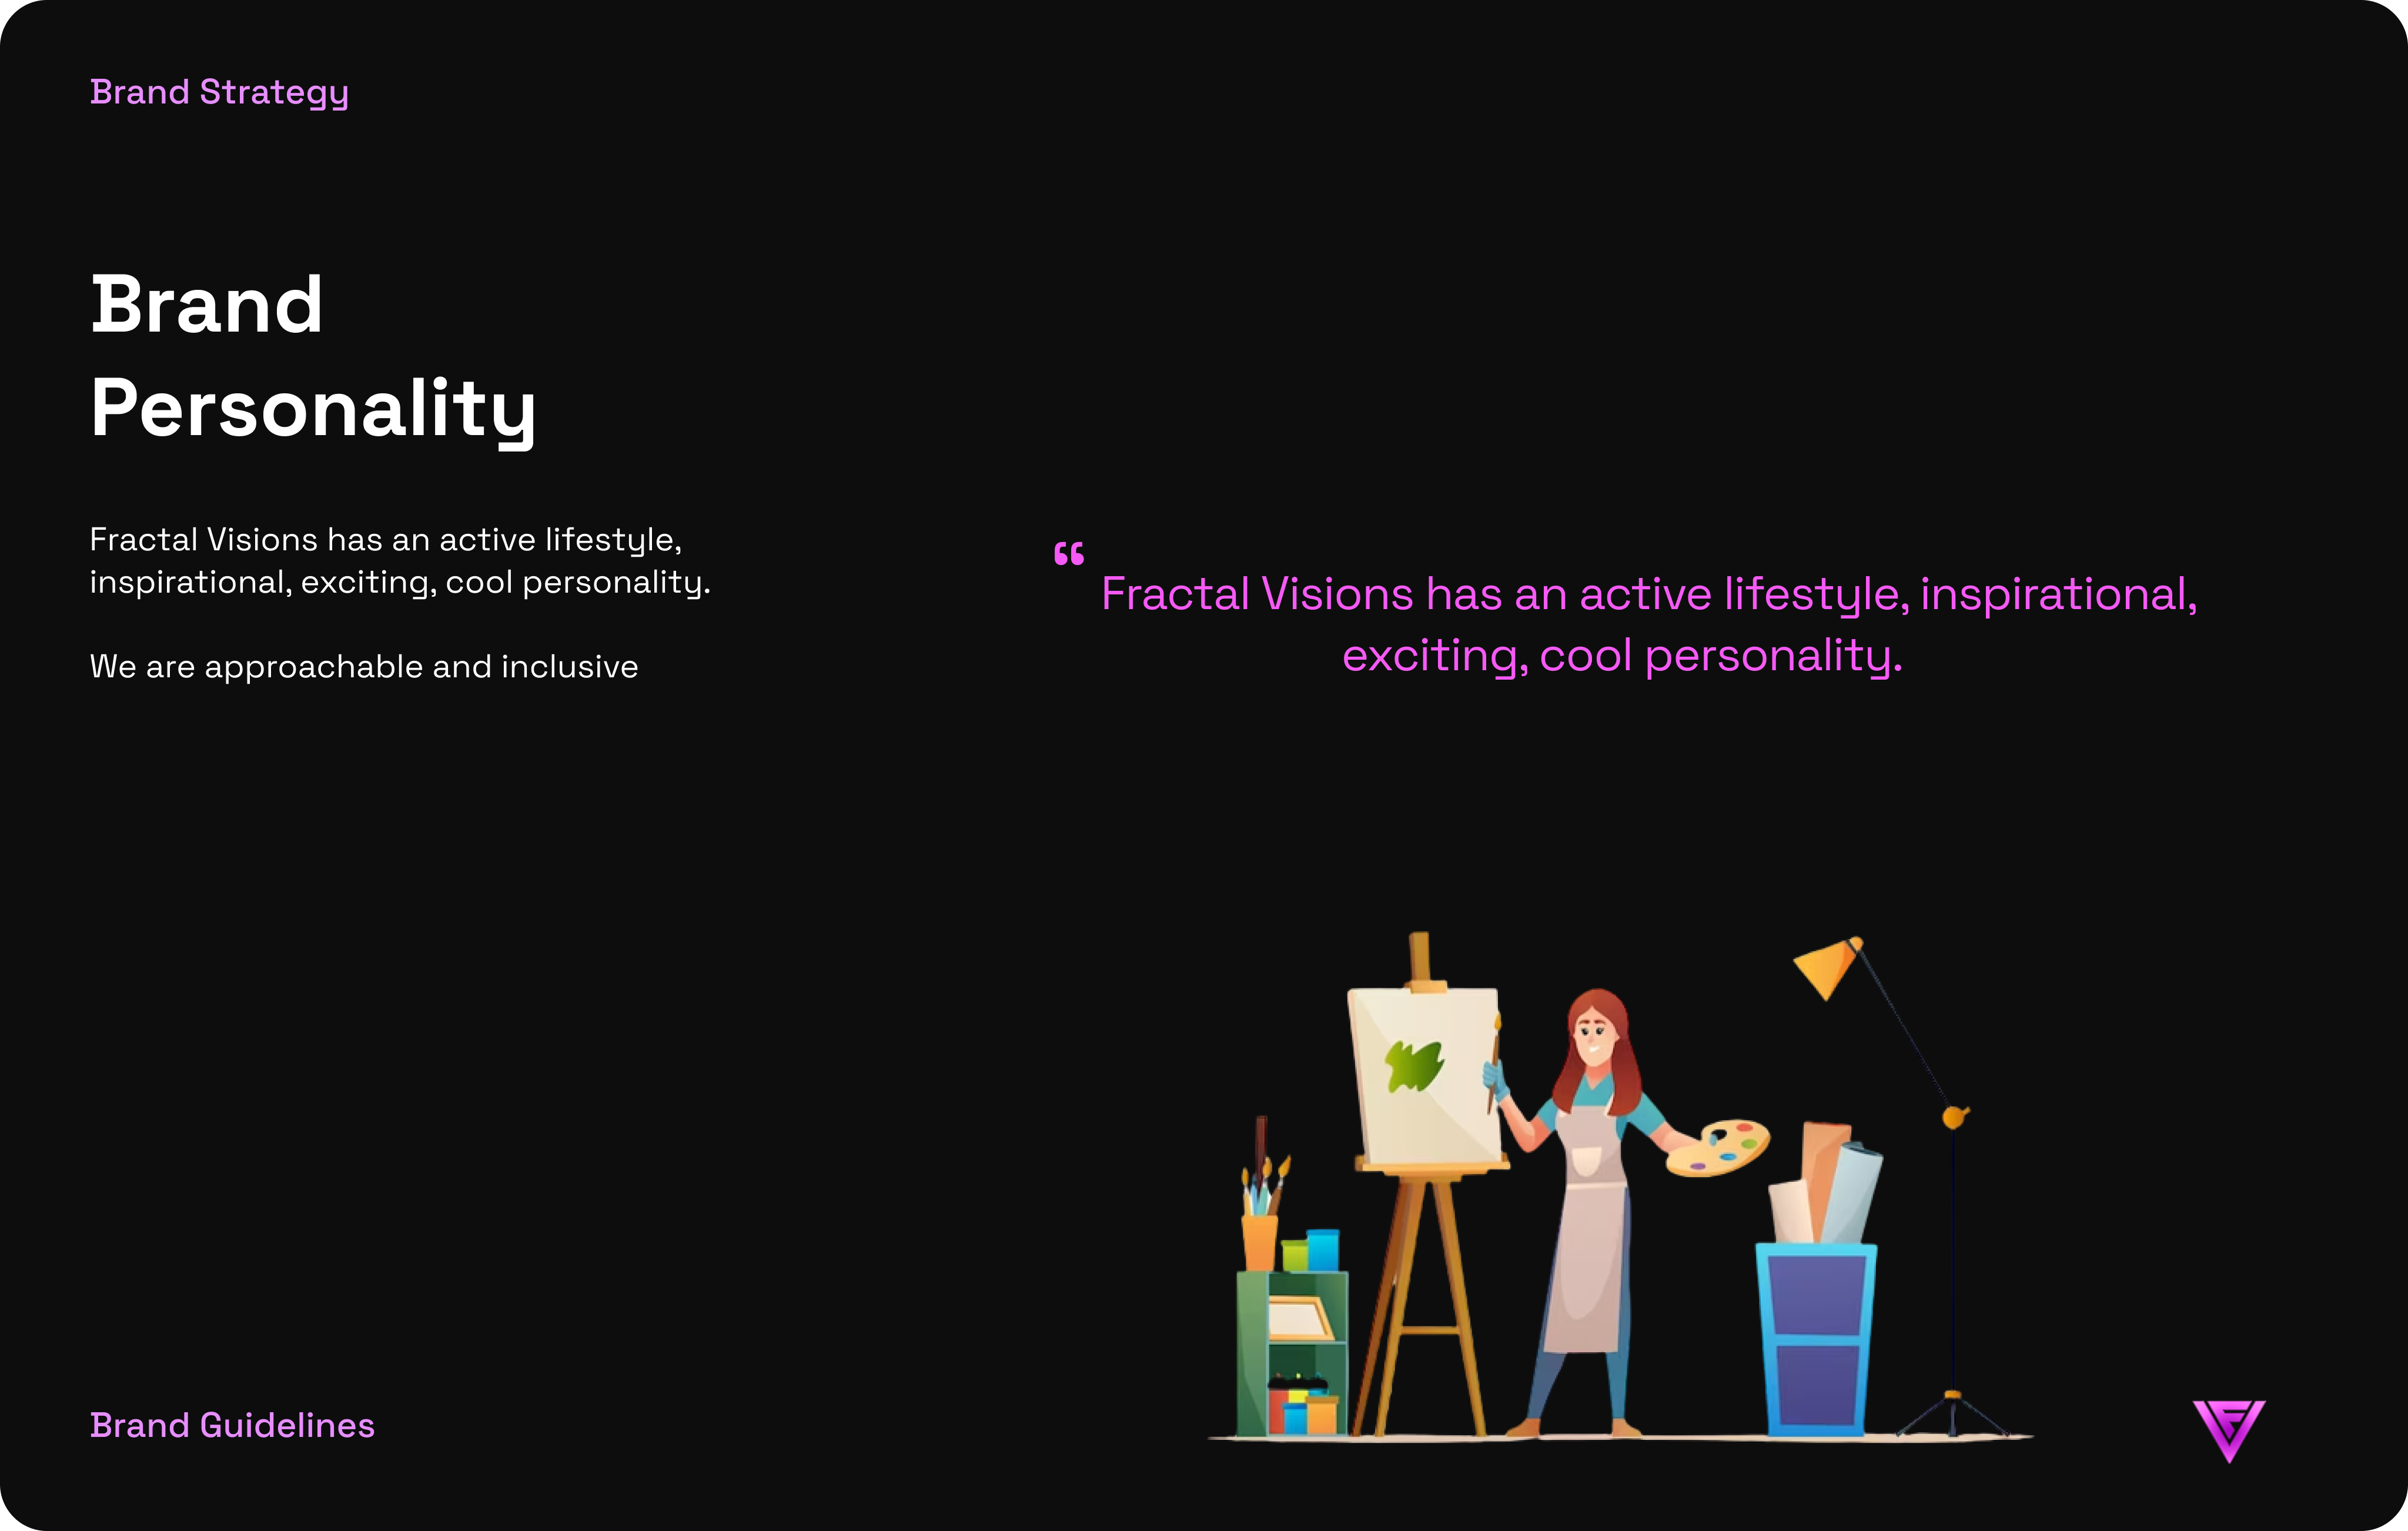 Brand Strategy
Brand
Personality
Fractal Visions has an active lifestyle,
inspirational, exciting, cool personality.
We are approachable and inclusive
“
Fractal Visions has an active lifestyle, inspirational,
exciting, cool personality.
Brand Guidelines